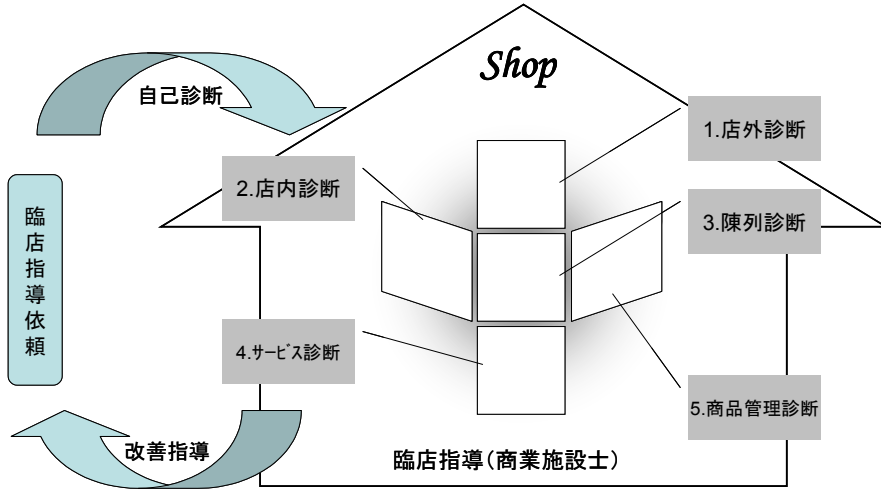 Shop
自己診断
1.店外診断
2.店内診断
3.陳列診断
臨店指導依頼
4.ｻｰﾋﾞｽ診断
5.商品管理診断
改善指導
臨店指導（商業施設士）